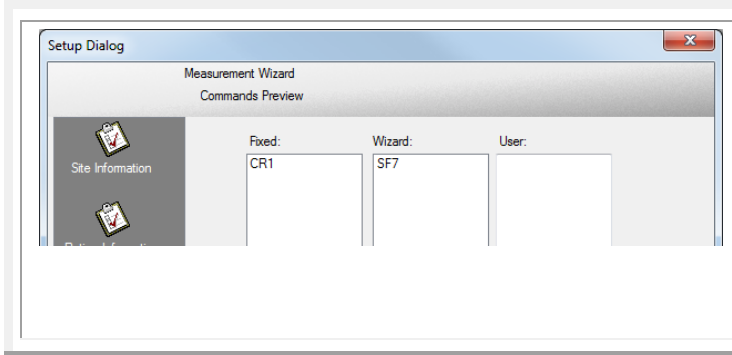 Setup Dialog
Measurement Wizard
Commands Preview
Site Information
Fixed:
CR1
Wizard:
SF7
User: